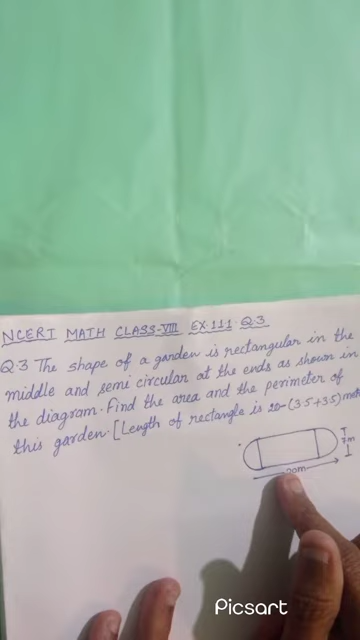 NCERT MATH CLASS-VIII EX.11.1 Q.3
Q.3 The shape of a garden is rectangular in the
middle and semi circular at the ends as shown in
the diagram. Find the area and the perimeter of
this garden. [Length of rectangle is 20-(3.5+3.5)
7m
20m
Picsart